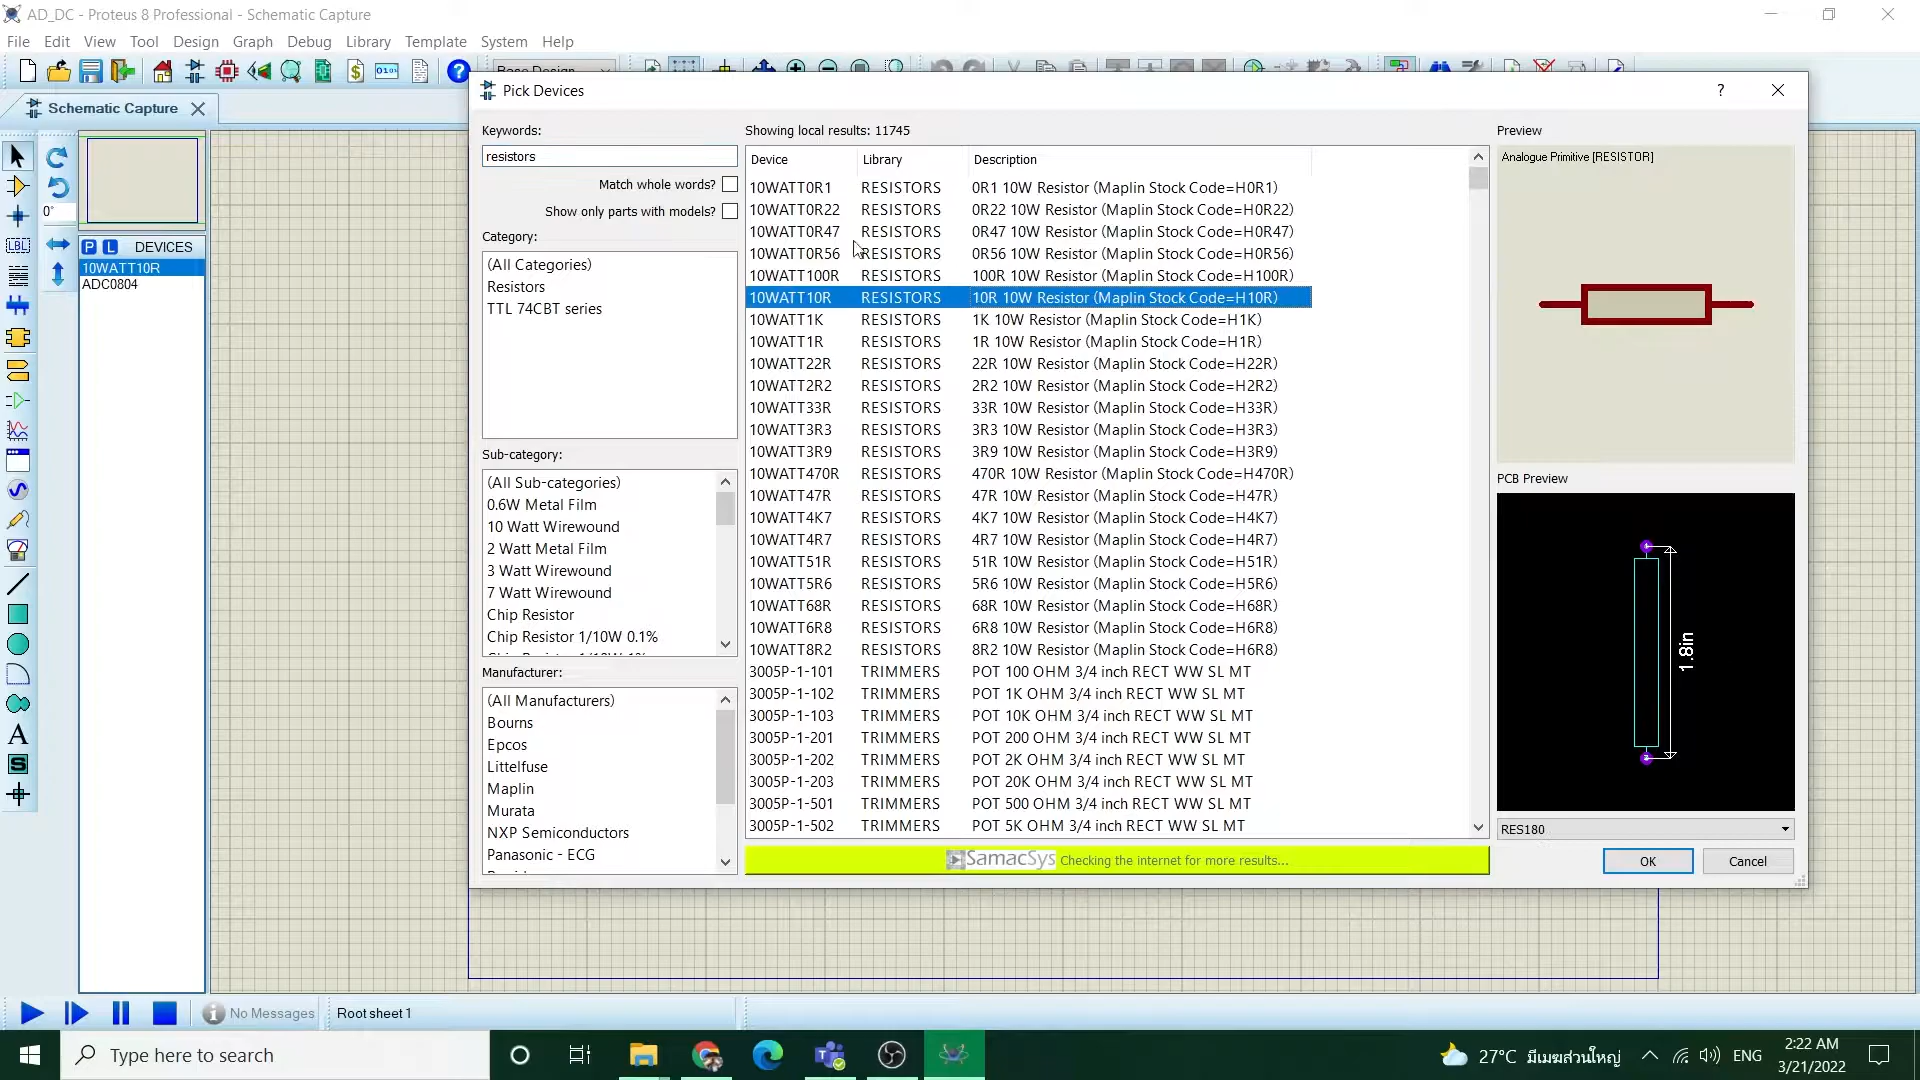 AD_DC - Proteus 8 Professional - Schematic Capture
File Edit View Tool Design Graph Debug Library Template System Help
Base Design
Schematic Capture
Pick Devices
Keywords:
resistors
Match whole words?
Show only parts with models?
Category:
(All Categories)
Resistors
TTL 74CBT series
Sub-category:
(All Sub-categories)
0.6W Metal Film
10 Watt Wirewound
2 Watt Metal Film
3 Watt Wirewound
7 Watt Wirewound
Chip Resistor
Chip Resistor 1/10W 0.1%
Manufacturer:
(All Manufacturers)
Bourns
Epcos
Littelfuse
Maplin
Murata
NXP Semiconductors
Panasonic - ECG
Showing local results: 11745
Device Library Description
10WATT0R1 RESISTORS 0R1 10W Resistor (Maplin Stock Code=H0R1)
10WATT0R22 RESISTORS 0R22 10W Resistor (Maplin Stock Code=H0R22)
10WATT0R47 RESISTORS 0R47 10W Resistor (Maplin Stock Code=H0R47)
10WATT0R56 RESISTORS 0R56 10W Resistor (Maplin Stock Code=H0R56)
10WATT100R RESISTORS 100R 10W Resistor (Maplin Stock Code=H100R)
10WATT10R RESISTORS 10R 10W Resistor (Maplin Stock Code=H10R)
10WATT1K RESISTORS 1K 10W Resistor (Maplin Stock Code=H1K)
10WATT1R RESISTORS 1R 10W Resistor (Maplin Stock Code=H1R)
10WATT22R RESISTORS 22R 10W Resistor (Maplin Stock Code=H22R)
10WATT2R2 RESISTORS 2R2 10W Resistor (Maplin Stock Code=H2R2)
10WATT33R RESISTORS 33R 10W Resistor (Maplin Stock Code=H33R)
10WATT3R3 RESISTORS 3R3 10W Resistor (Maplin Stock Code=H3R3)
10WATT3R9 RESISTORS 3R9 10W Resistor (Maplin Stock Code=H3R9)
10WATT470R RESISTORS 470R 10W Resistor (Maplin Stock Code=H470R)
10WATT47R RESISTORS 47R 10W Resistor (Maplin Stock Code=H47R)
10WATT4K7 RESISTORS 4K7 10W Resistor (Maplin Stock Code=H4K7)
10WATT4R7 RESISTORS 4R7 10W Resistor (Maplin Stock Code=H4R7)
10WATT51R RESISTORS 51R 10W Resistor (Maplin Stock Code=H51R)
10WATT5R6 RESISTORS 5R6 10W Resistor (Maplin Stock Code=H5R6)
10WATT68R RESISTORS 68R 10W Resistor (Maplin Stock Code=H68R)
10WATT6R8 RESISTORS 6R8 10W Resistor (Maplin Stock Code=H6R8)
10WATT8R2 RESISTORS 8R2 10W Resistor (Maplin Stock Code=H6R8)
3005P-1-101 TRIMMERS POT 100 OHM 3/4 inch RECT WW SL MT
3005P-1-102 TRIMMERS POT 1K OHM 3/4 inch RECT WW SL MT
3005P-1-103 TRIMMERS POT 10K OHM 3/4 inch RECT WW SL MT
3005P-1-201 TRIMMERS POT 200 OHM 3/4 inch RECT WW SL MT
3005P-1-202 TRIMMERS POT 2K OHM 3/4 inch RECT WW SL MT
3005P-1-203 TRIMMERS POT 20K OHM 3/4 inch RECT WW SL MT
3005P-1-501 TRIMMERS POT 500 OHM 3/4 inch RECT WW SL MT
3005P-1-502 TRIMMERS POT 5K OHM 3/4 inch RECT WW SL MT
SamacSys Checking the internet for more results...
Preview
Analogue Primitive [RESISTOR]
PCB Preview
1.8in
RES180
OK Cancel
0°
LBL
P L DEVICES
10WATT10R
ADC0804
A
S
No Messages Root sheet 1
Type here to search
27°C มีเมฆส่วนใหญ่ ENG
2:22 AM
3/21/2022